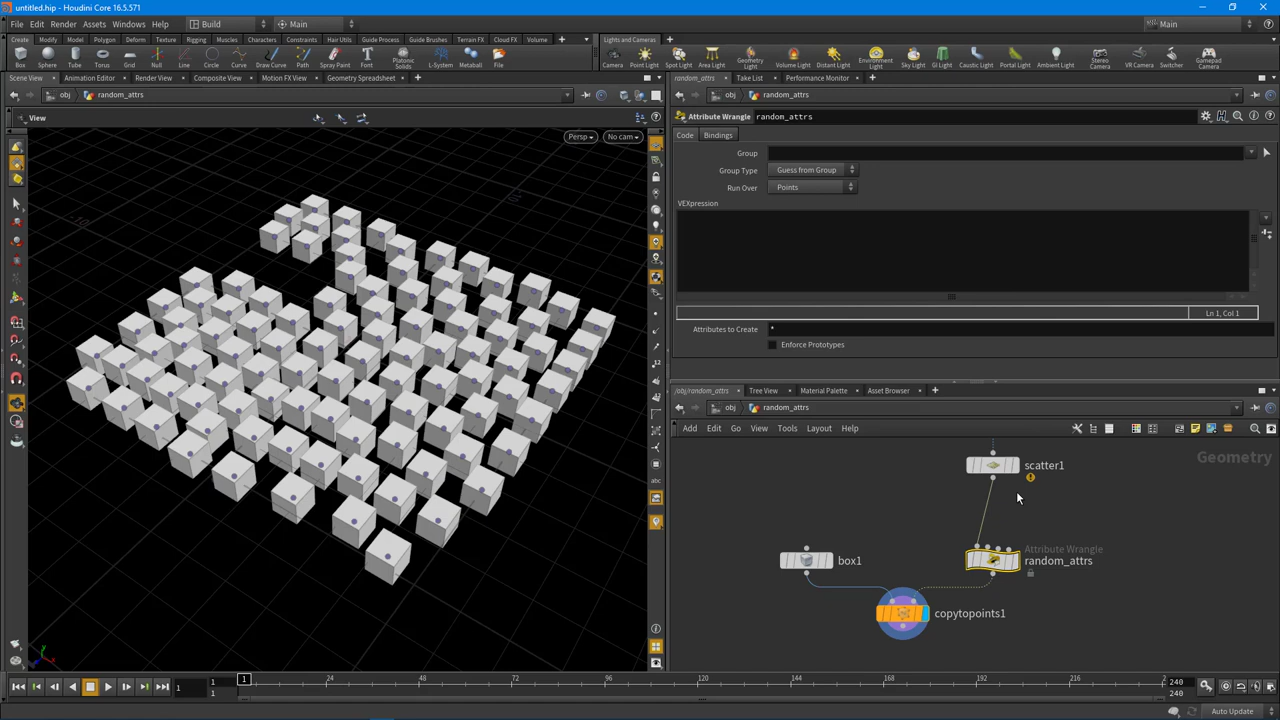 untitled.hip - Houdini Core 16.5.571
File Edit Render Assets Windows Help Build Main Main
Create Modify Model Polygon Deform Texture Rigging Muscles Characters Constraints Hair Utils Guide Process Guide Brushes Terrain FX Cloud FX Volume
Lights and Cameras
Box Sphere Tube Torus Grid Null Line Circle Curve Draw Curve Path Spray Paint Font Platonic Solids L-System Metaball File
Camera Point Light Spot Light Area Light Geometry Light Volume Light Distant Light Environment Light Sky Light GI Light Caustic Light Portal Light Ambient Light Stereo Camera VR Camera Switcher Gamepad Camera
Scene View Animation Editor Render View Composite View Motion FX View Geometry Spreadsheet
random_attrs Take List Performance Monitor
obj random_attrs
obj random_attrs
View
Attribute Wrangle random_attrs
Persp No cam
Code Bindings
Group
Group Type Guess from Group
Run Over Points
VEXpression
Ln 1, Col 1
Attributes to Create *
Enforce Prototypes
/obj/random_attrs Tree View Material Palette Asset Browser
obj random_attrs
Add Edit Go View Tools Layout Help
Geometry
scatter1
Attribute Wrangle
random_attrs
box1
copytopoints1
abc
1 1 1 1 24 48 72 96 120 144 168 192 216 240 240
Auto Update